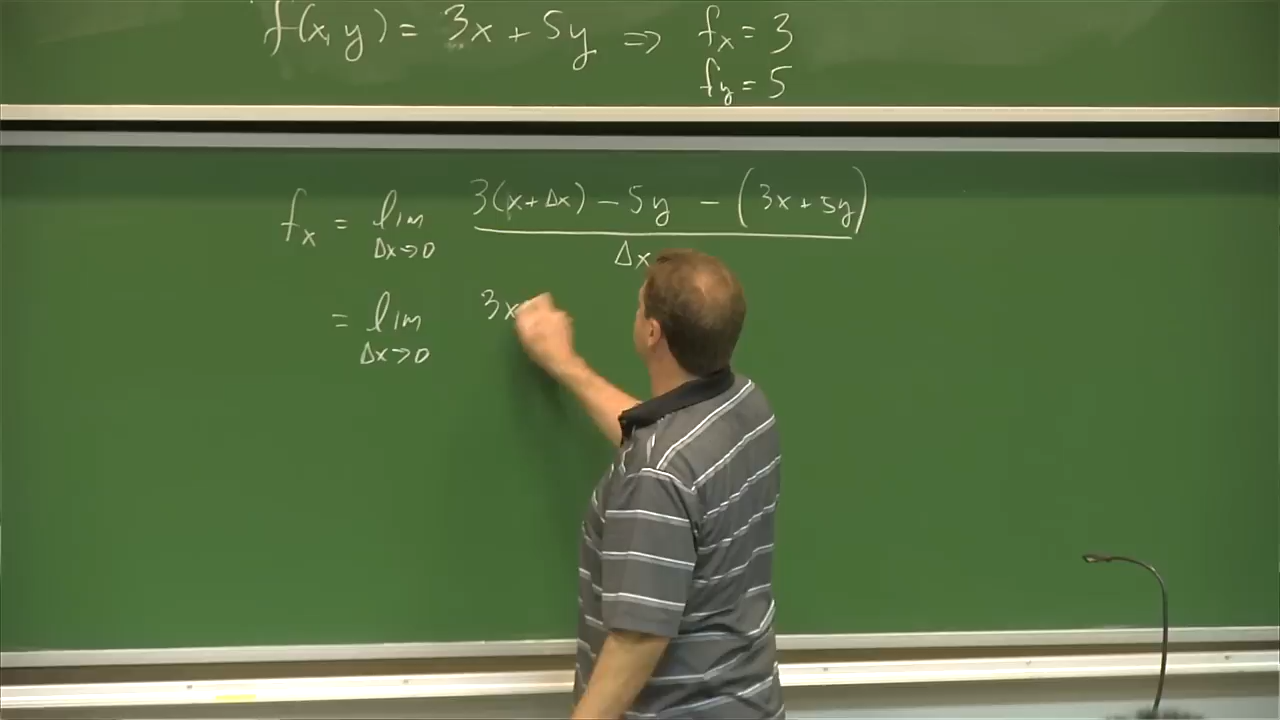 f(x,y) = 3x + 5y ⇒ fx = 3
fy = 5
fx = lim Δx→0 3(x+Δx) − 5y − (3x + 5y) / Δx
= lim Δx→0 3x